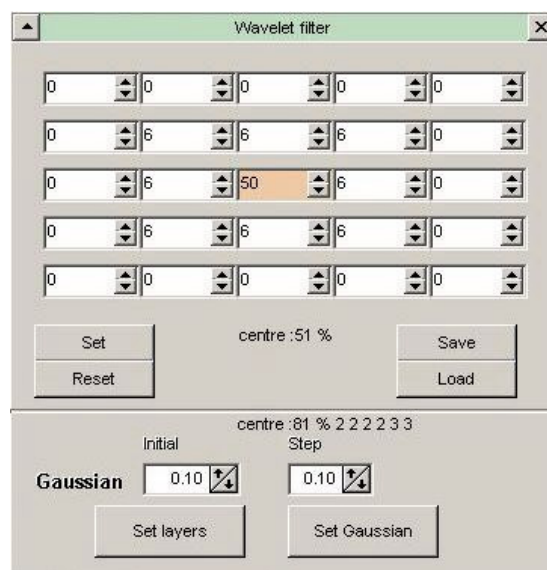 Wavelet filter
0 0 0 0 0
0 6 6 6 0
0 6 50 6 0
0 6 6 6 0
0 0 0 0 0
Set centre :51 % Save
Reset Load
centre :81 % 2 2 2 2 3 3
Initial Step
Gaussian 0.10 0.10
Set layers Set Gaussian